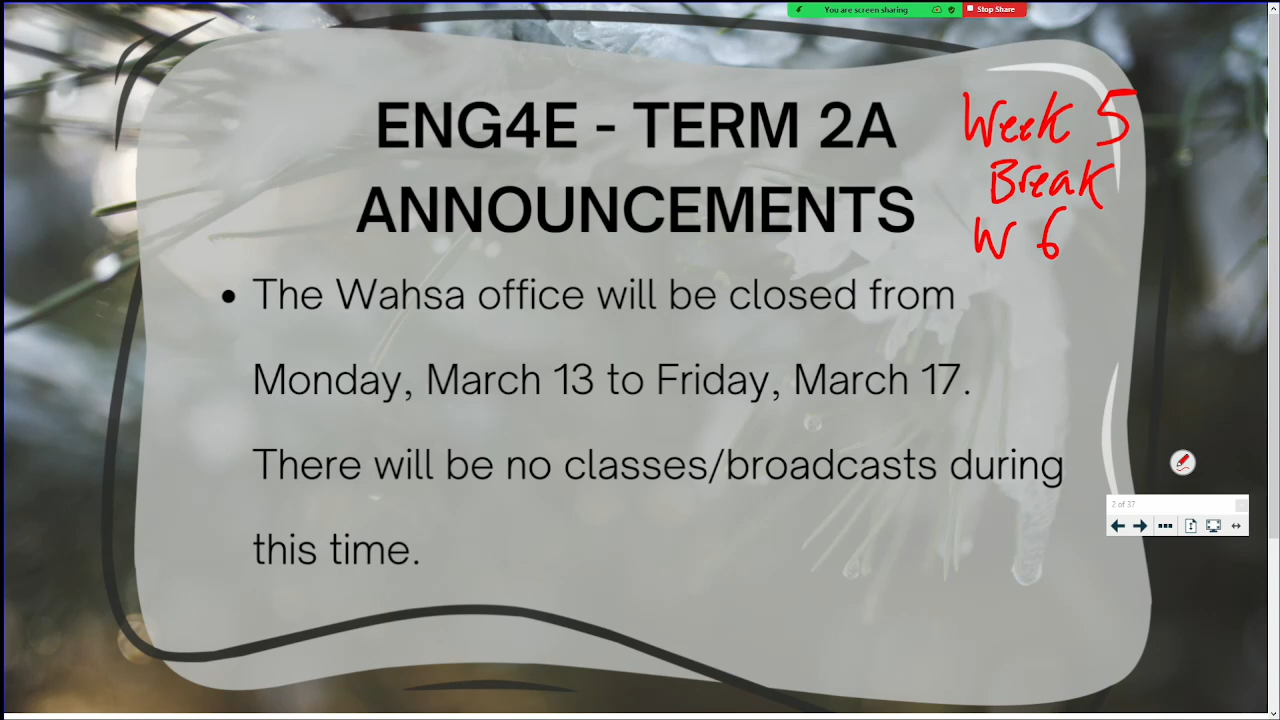 You are screen sharing
Stop Share
ENG4E - TERM 2A
ANNOUNCEMENTS
Week 5
Break
W 6
• The Wahsa office will be closed from
Monday, March 13 to Friday, March 17.
There will be no classes/broadcasts during
this time.
2 of 37